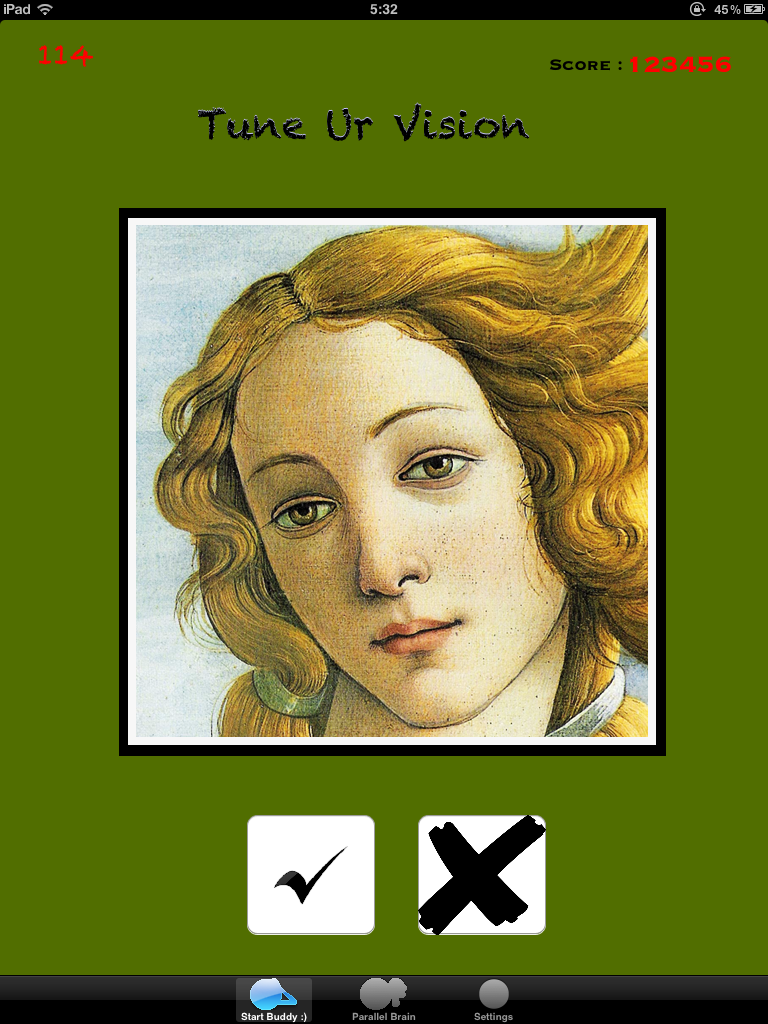 iPad 5:32 45%
114
Score : 123456
Tune Ur Vision
Start Buddy :) Parallel Brain Settings